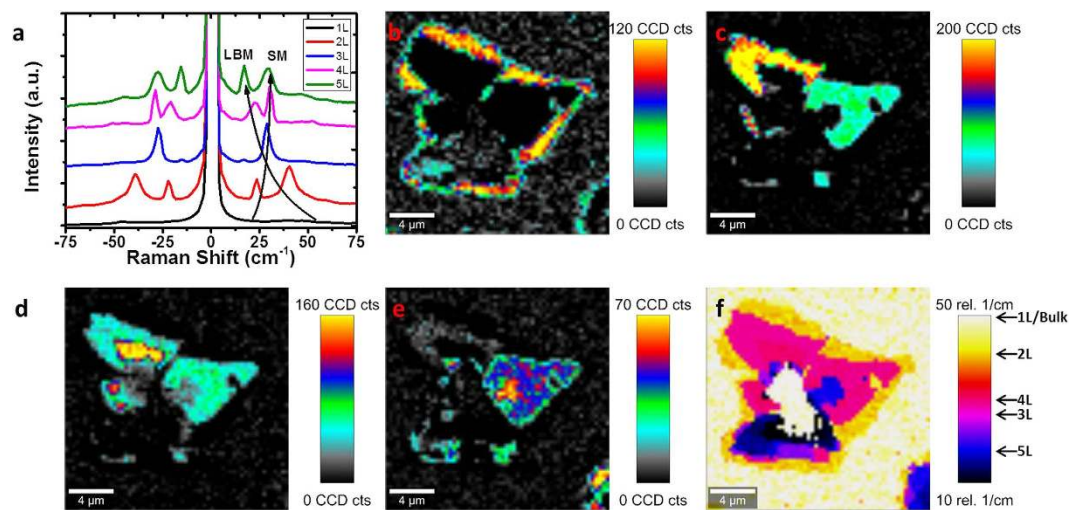 a
Intensity (a.u.)
LBM
SM
1L
2L
3L
4L
5L
-75
-50
-25
0
25
50
75
Raman Shift (cm-1)
b
120 CCD cts
4 µm
0 CCD cts
c
200 CCD cts
4 µm
0 CCD cts
d
160 CCD cts
4 µm
0 CCD cts
e
70 CCD cts
4 µm
0 CCD cts
f
50 rel. 1/cm
1L/Bulk
2L
4L
3L
5L
4 µm
10 rel. 1/cm